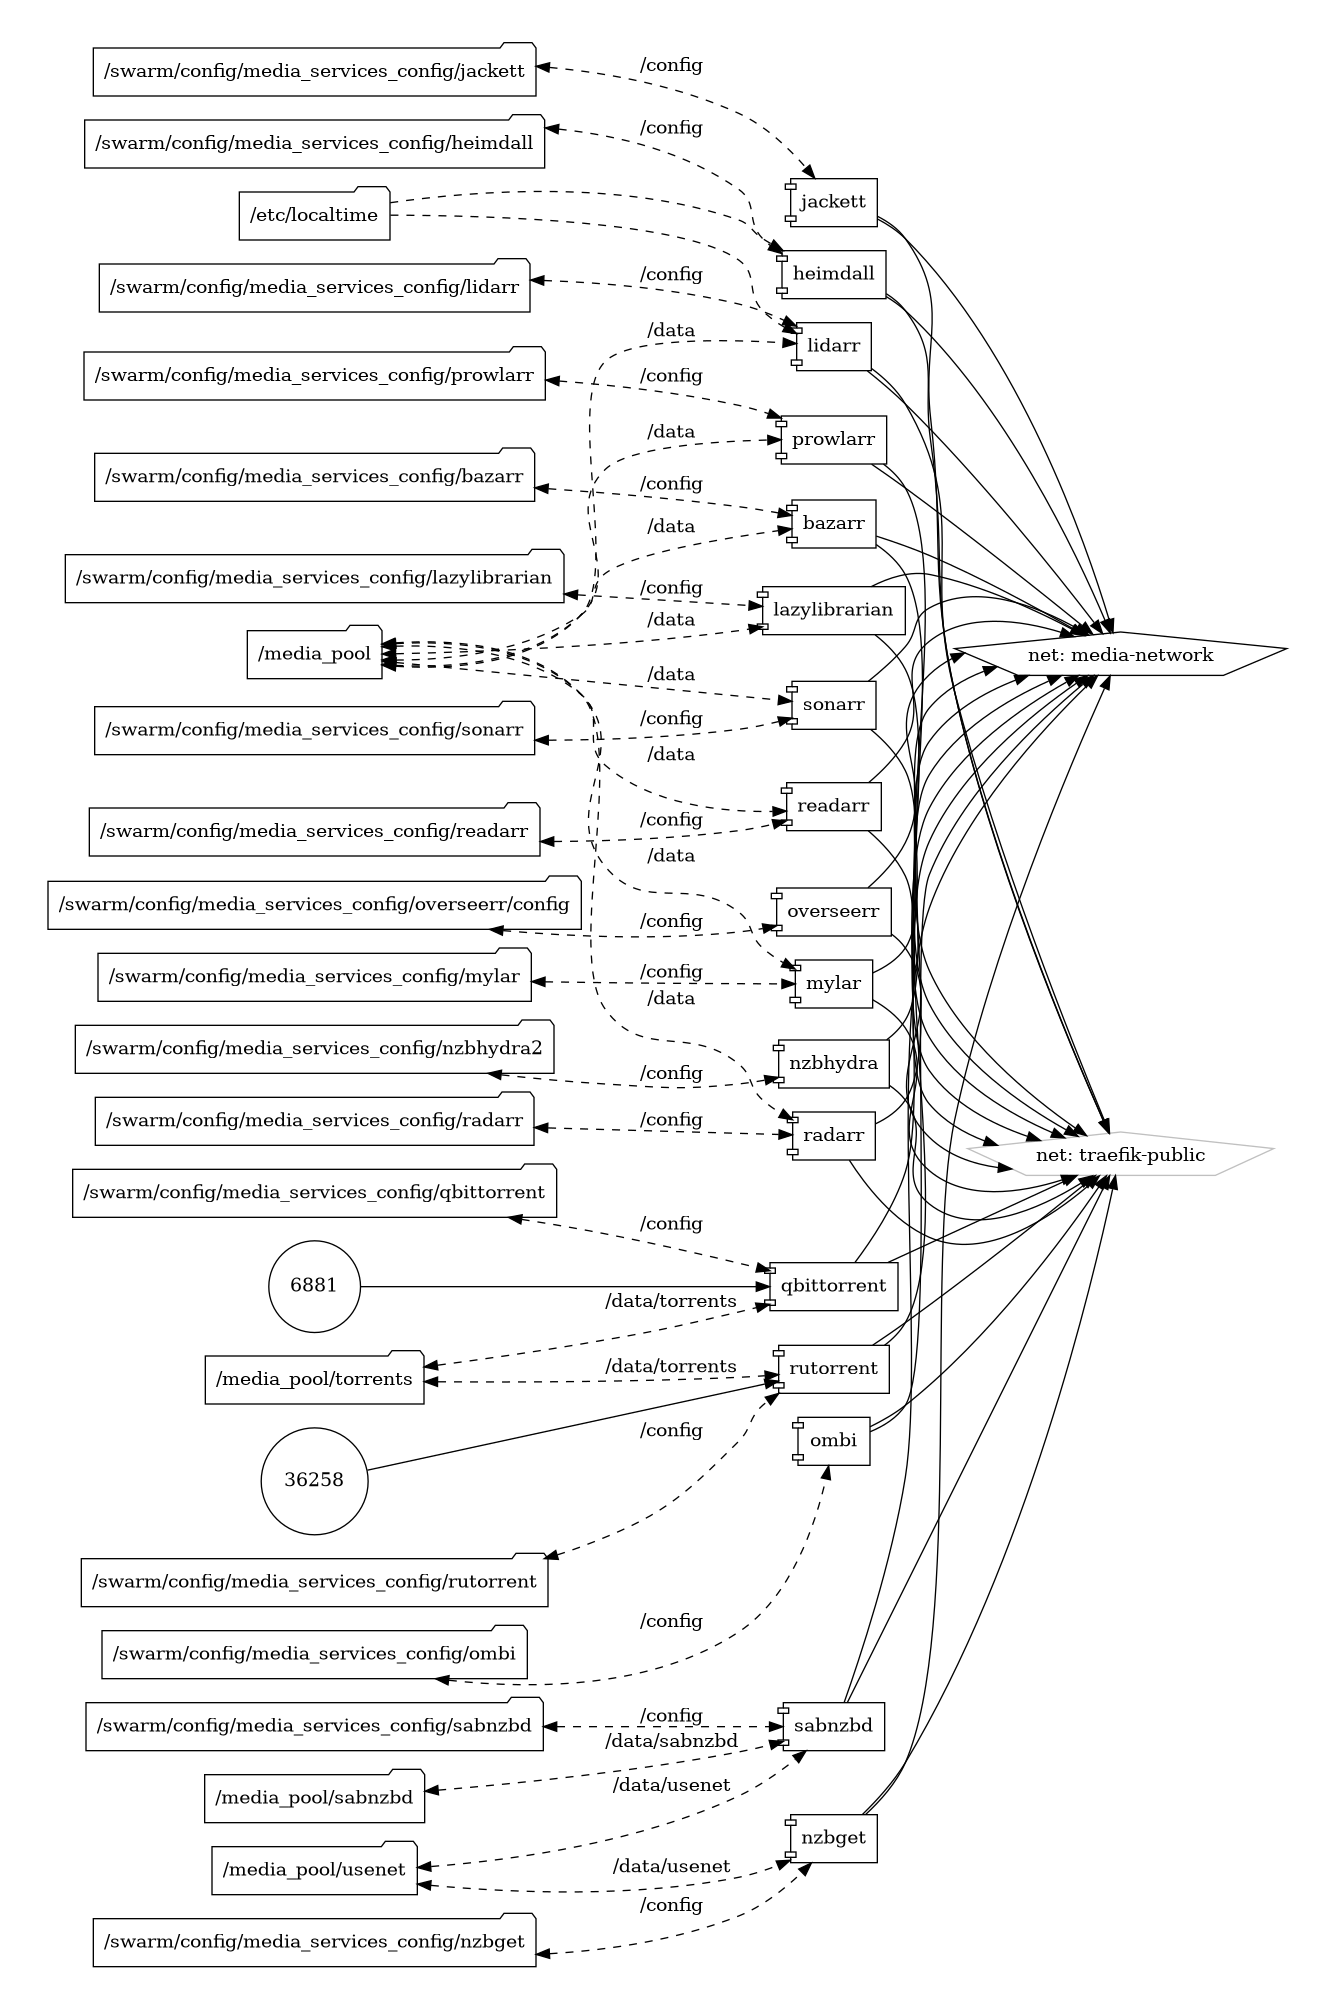 /swarm/config/media_services_config/jackett
/config
/swarm/config/media_services_config/heimdall
/config
jackett
/etc/localtime
heimdall
/swarm/config/media_services_config/lidarr
/config
/data
lidarr
/swarm/config/media_services_config/prowlarr
/config
/data
prowlarr
/swarm/config/media_services_config/bazarr
/config
/data
bazarr
/swarm/config/media_services_config/lazylibrarian
/config
lazylibrarian
/data
/media_pool
net: media-network
/data
sonarr
/swarm/config/media_services_config/sonarr
/config
/data
readarr
/swarm/config/media_services_config/readarr
/config
/data
/swarm/config/media_services_config/overseerr/config
/config
overseerr
/swarm/config/media_services_config/mylar
/config
mylar
/data
/swarm/config/media_services_config/nzbhydra2
/config
nzbhydra
/swarm/config/media_services_config/radarr
/config
radarr
net: traefik-public
/swarm/config/media_services_config/qbittorrent
/config
6881
qbittorrent
/data/torrents
/media_pool/torrents
/data/torrents
rutorrent
/config
36258
ombi
/swarm/config/media_services_config/rutorrent
/config
/swarm/config/media_services_config/ombi
/swarm/config/media_services_config/sabnzbd
/config
sabnzbd
/data/sabnzbd
/media_pool/sabnzbd
/data/usenet
/media_pool/usenet
/data/usenet
nzbget
/config
/swarm/config/media_services_config/nzbget